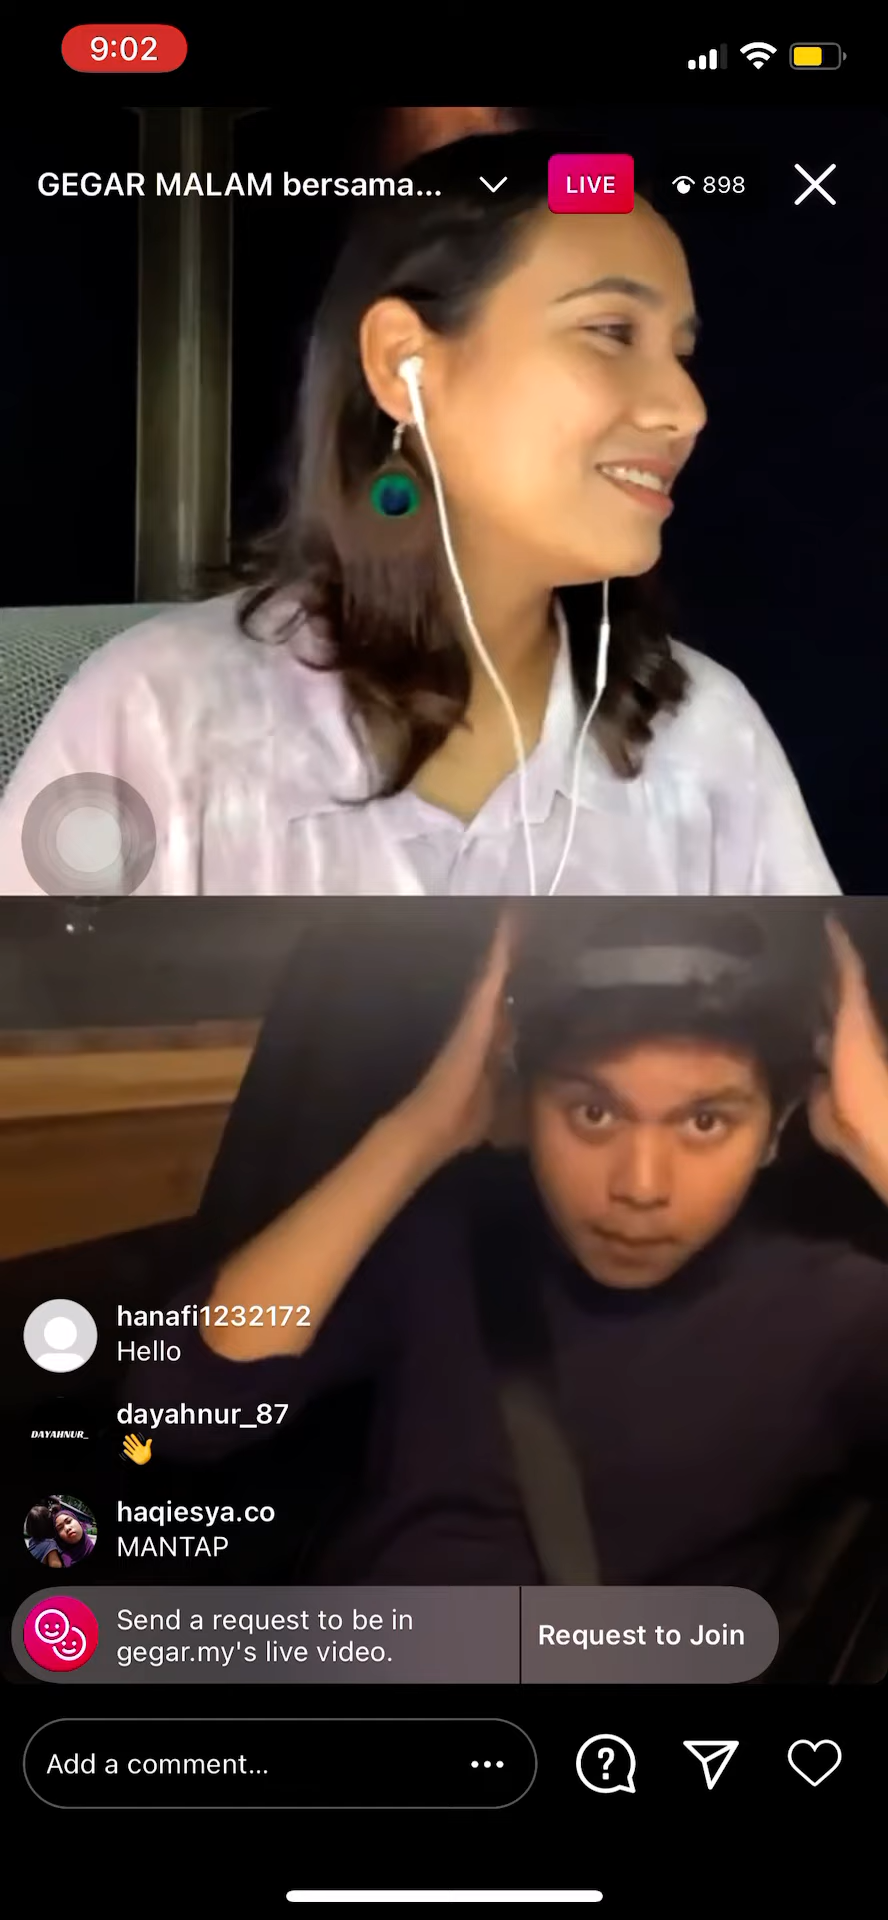 9:02
GEGAR MALAM bersama...
LIVE
898
hanafi1232172
Hello
dayahnur_87
DAYAHNUR_
👋
haqiesya.co
MANTAP
Send a request to be in
gegar.my's live video.
Request to Join
Add a comment...